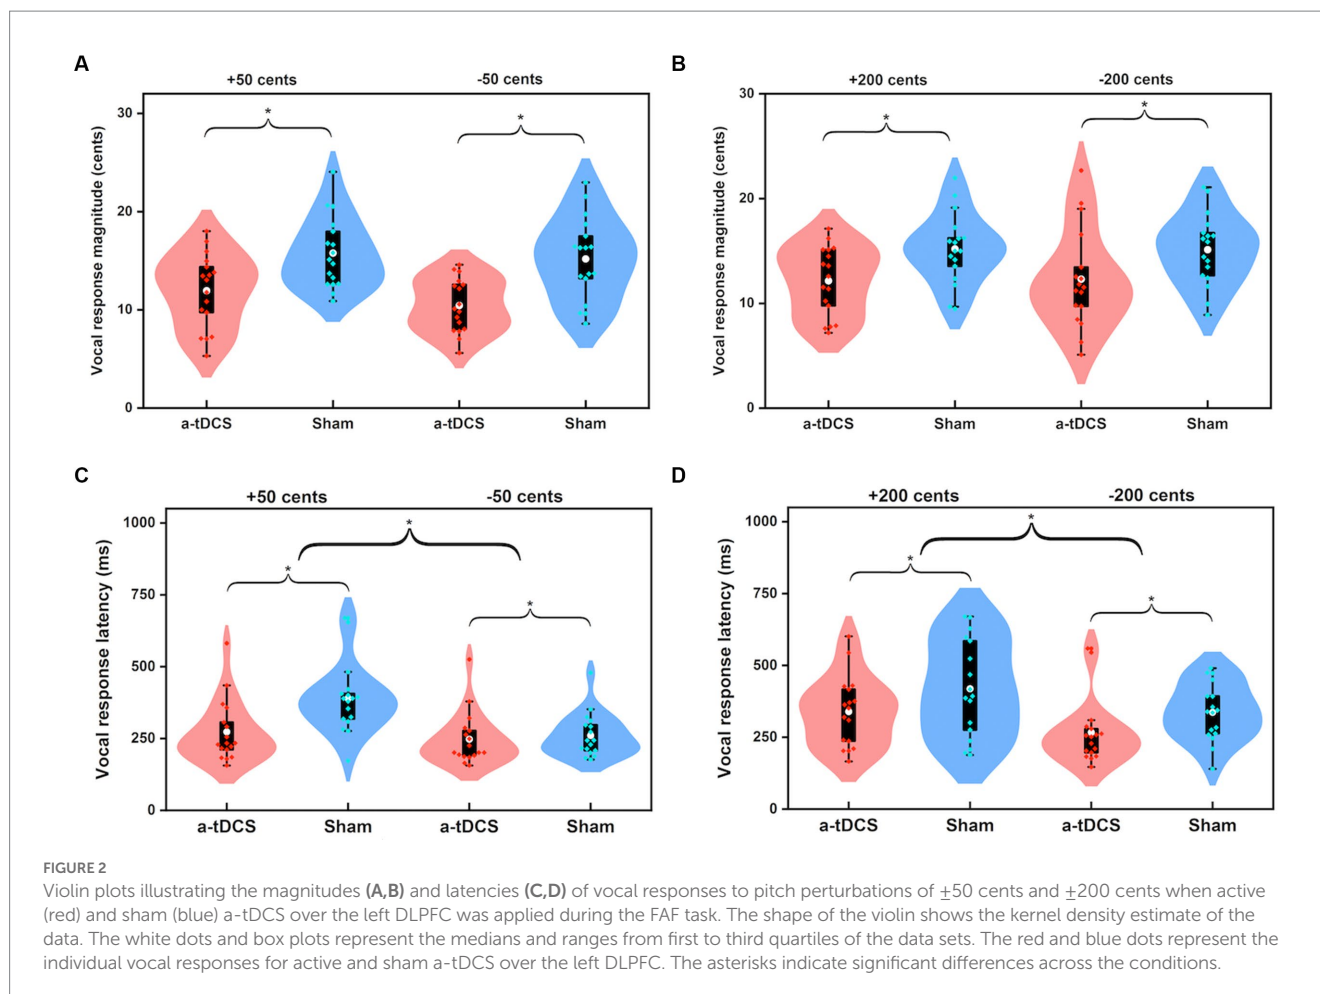 A
+50 cents -50 cents
*
*
Vocal response magnitude (cents)
30
20
10
0
a-tDCS Sham a-tDCS Sham
B
+200 cents -200 cents
*
*
Vocal response magnitude (cents)
30
20
10
0
a-tDCS Sham a-tDCS Sham
C
+50 cents -50 cents
*
*
*
Vocal response latency (ms)
1000
750
500
250
0
a-tDCS Sham a-tDCS Sham
D
+200 cents -200 cents
*
*
*
Vocal response latency (ms)
1000
750
500
250
0
a-tDCS Sham a-tDCS Sham
FIGURE 2
Violin plots illustrating the magnitudes (A,B) and latencies (C,D) of vocal responses to pitch perturbations of ±50 cents and ±200 cents when active
(red) and sham (blue) a-tDCS over the left DLPFC was applied during the FAF task. The shape of the violin shows the kernel density estimate of the
data. The white dots and box plots represent the medians and ranges from first to third quartiles of the data sets. The red and blue dots represent the
individual vocal responses for active and sham a-tDCS over the left DLPFC. The asterisks indicate significant differences across the conditions.